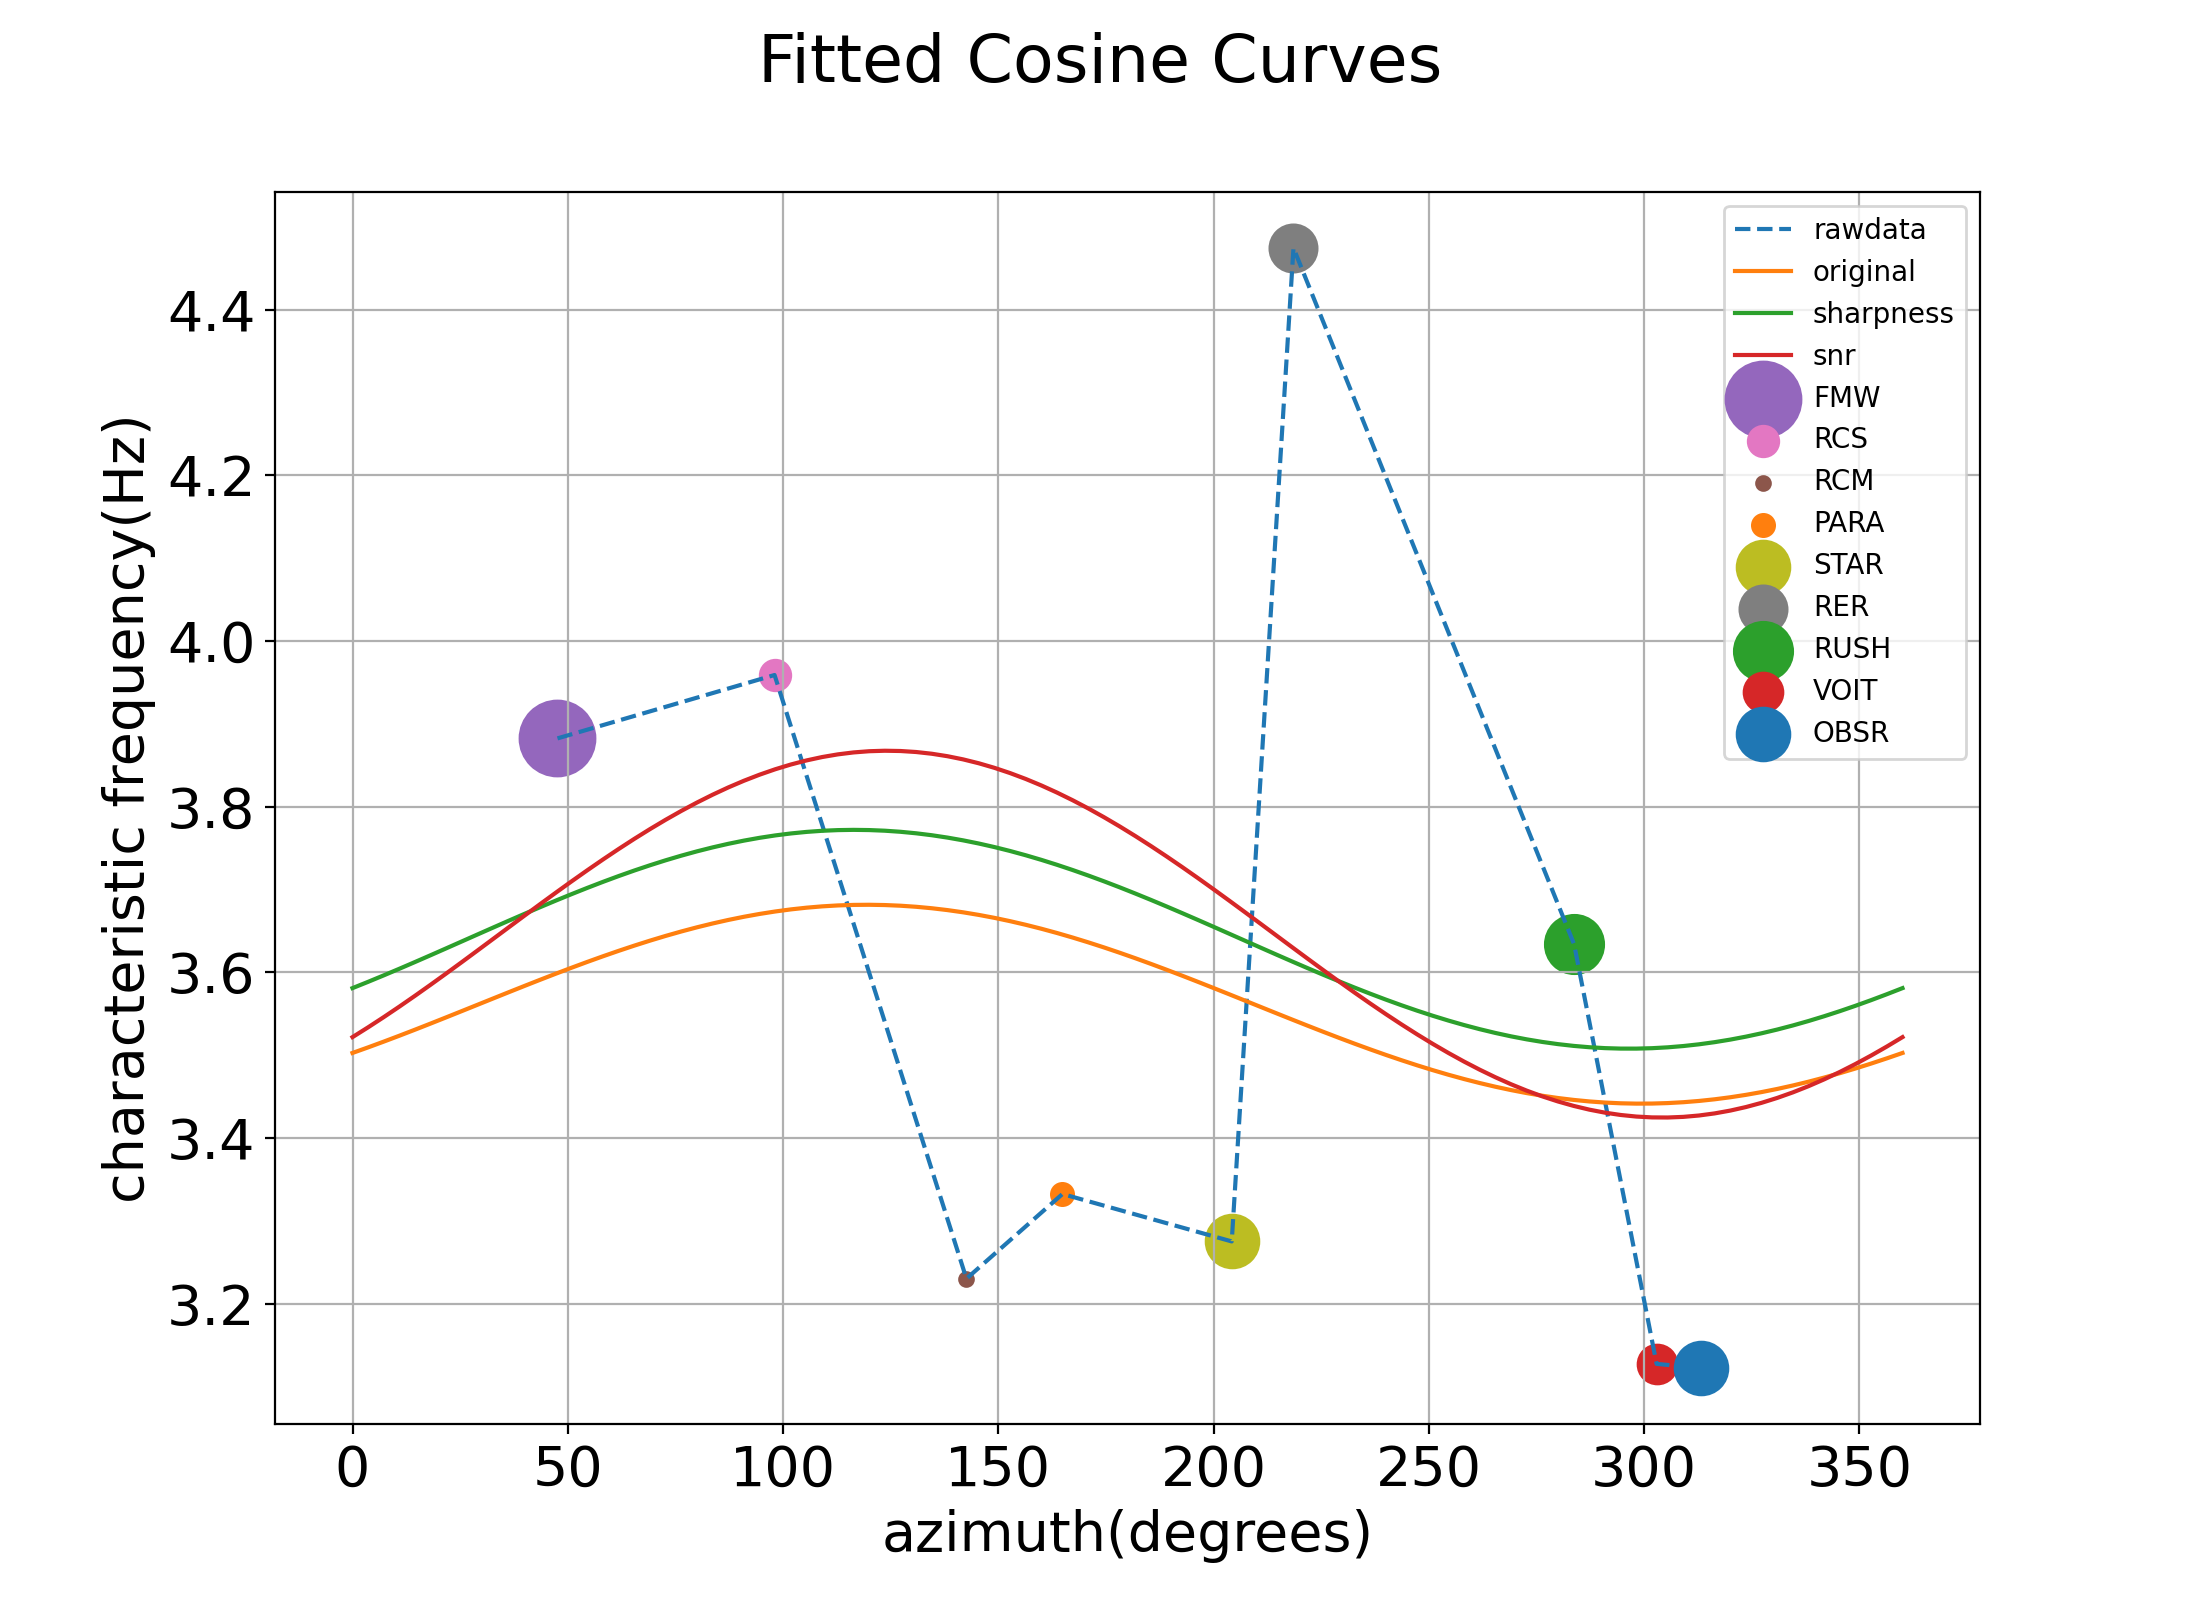 Fitted Cosine Curves
characteristic frequency(Hz)
4.4
4.2
4.0
3.8
3.6
3.4
3.2
rawdata
original
sharpness
snr
FMW
RCS
RCM
PARA
STAR
RER
RUSH
VOIT
OBSR
0 50 100 150 200 250 300 350
azimuth(degrees)